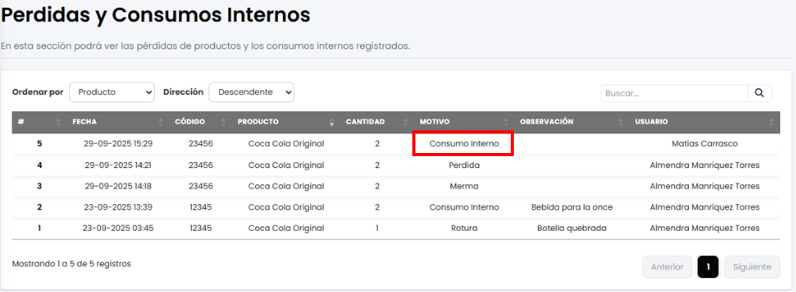 Perdidas y Consumos Internos
En esta sección podrá ver las pérdidas de productos y los consumos internos registrados.
Ordenar por Producto Dirección Descendente Buscar...
# FECHA CÓDIGO PRODUCTO CANTIDAD MOTIVO OBSERVACIÓN USUARIO
5 29-09-2025 15:29 23456 Coca Cola Original 2 Consumo Interno Matías Carrasco
4 29-09-2025 14:21 23456 Coca Cola Original 2 Perdida Almendra Manriquez Torres
3 29-09-2025 14:18 23456 Coca Cola Original 2 Merma Almendra Manriquez Torres
2 23-09-2025 13:39 12345 Coca Cola Original 2 Consumo Interno Bebida para la once Almendra Manriquez Torres
1 23-09-2025 03:45 12345 Coca Cola Original 1 Rotura Botella quebrada Almendra Manriquez Torres
Mostrando 1 a 5 de 5 registros
Anterior 1 Siguiente